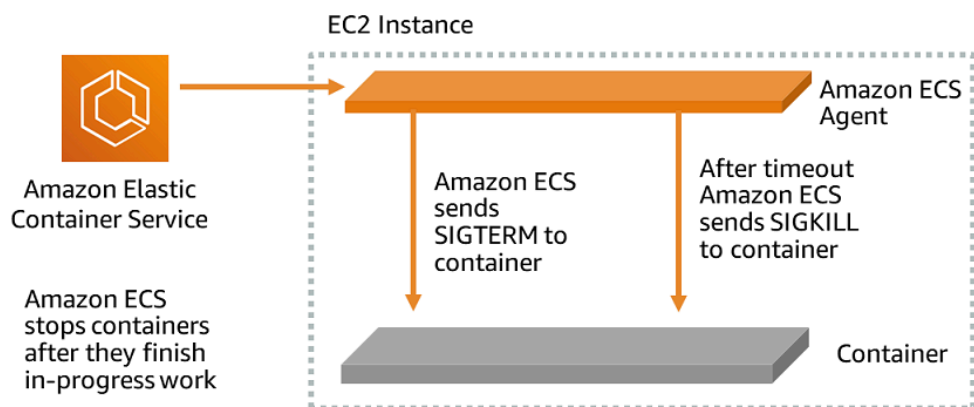 EC2 Instance
Amazon ECS
Agent
Amazon Elastic
Container Service
Amazon ECS
sends
SIGTERM to
container
After timeout
Amazon ECS
sends SIGKILL
to container
Amazon ECS
stops containers
after they finish
in-progress work
Container